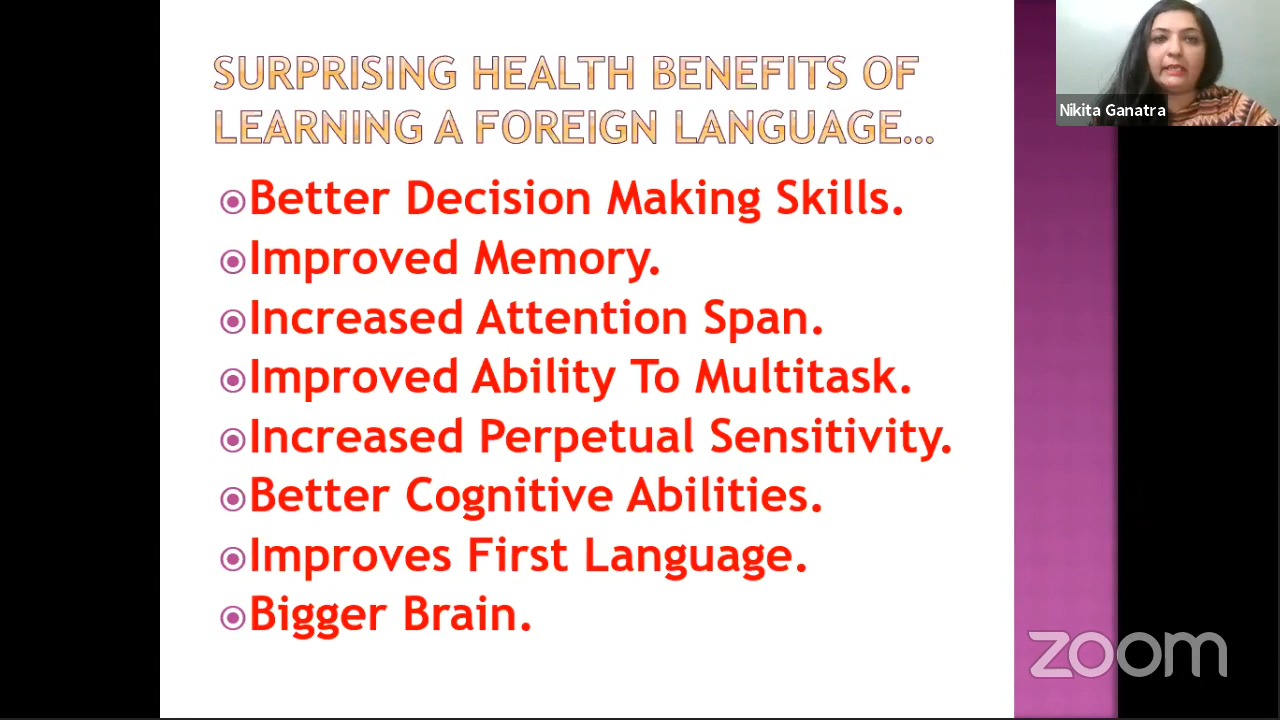 SURPRISING HEALTH BENEFITS OF
LEARNING A FOREIGN LANGUAGE...
Better Decision Making Skills.
Improved Memory.
Increased Attention Span.
Improved Ability To Multitask.
Increased Perpetual Sensitivity.
Better Cognitive Abilities.
Improves First Language.
Bigger Brain.
Nikita Ganatra
zoom